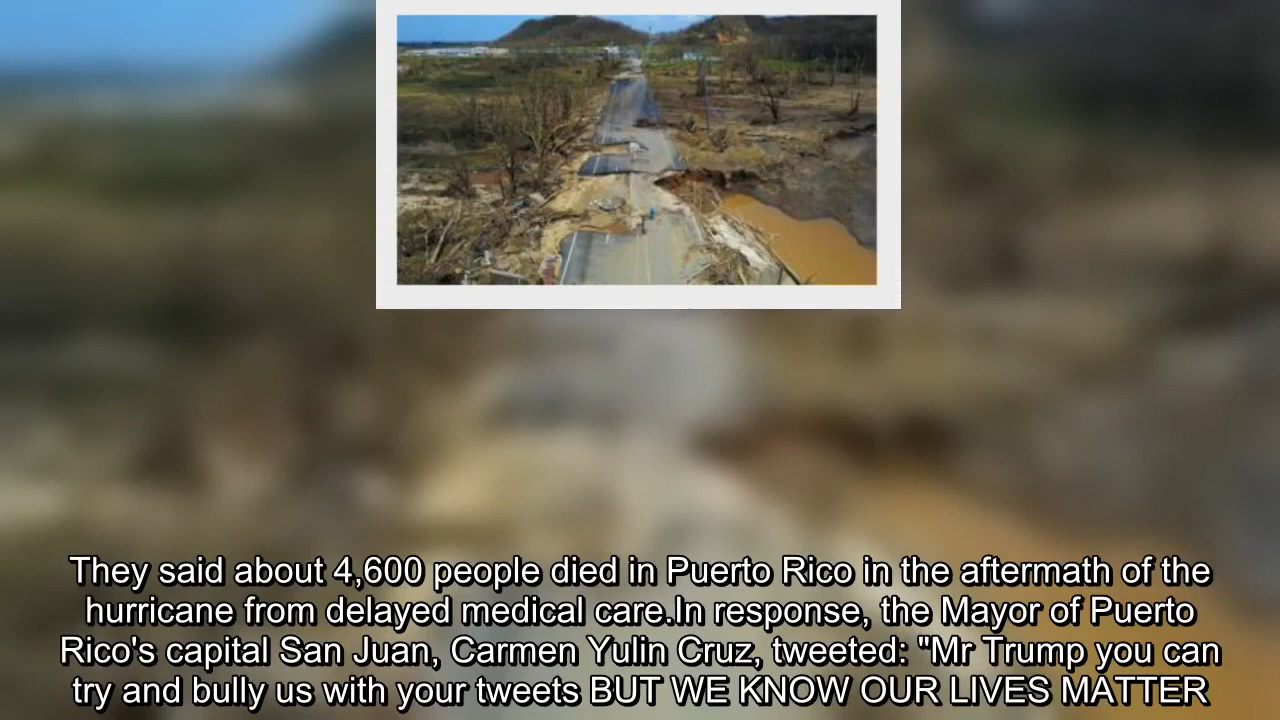 They said about 4,600 people died in Puerto Rico in the aftermath of the
hurricane from delayed medical care.In response, the Mayor of Puerto
Rico's capital San Juan, Carmen Yulin Cruz, tweeted: "Mr Trump you can
try and bully us with your tweets BUT WE KNOW OUR LIVES MATTER